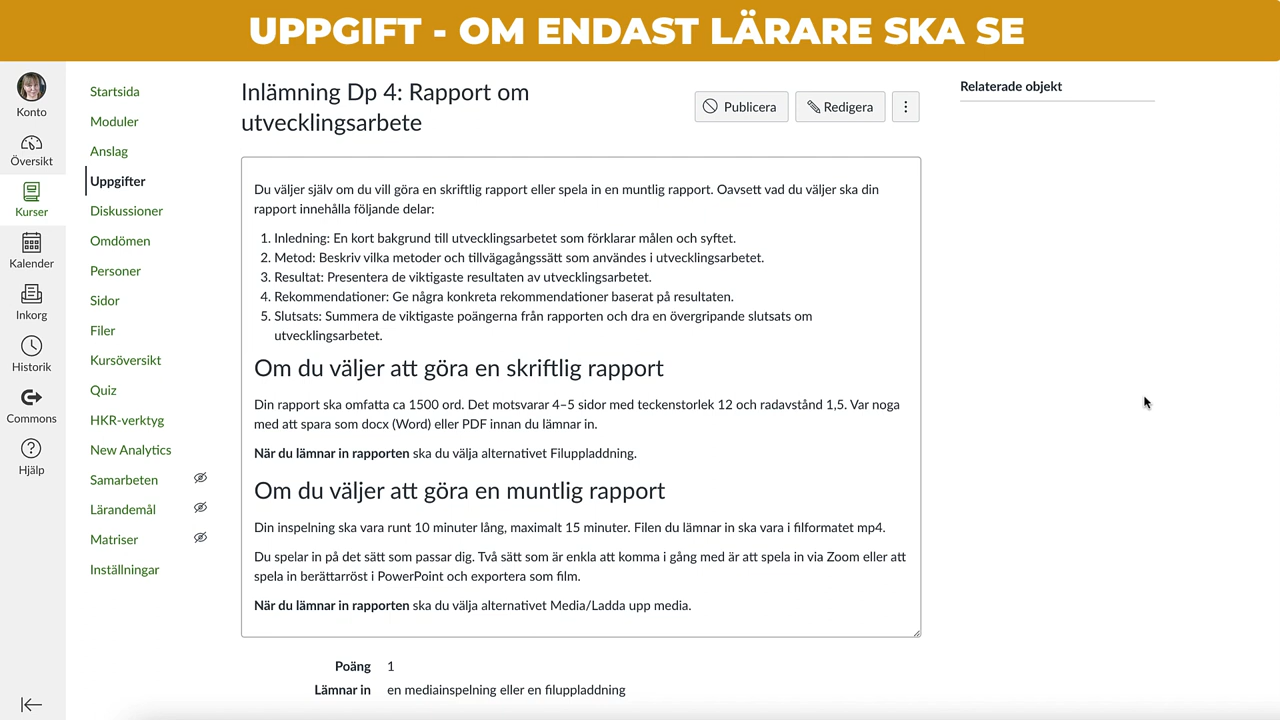 UPPGIFT - OM ENDAST LÄRARE SKA SE
Konto
Översikt
Kurser
Kalender
Inkorg
Historik
Commons
Hjälp
Startsida
Moduler
Anslag
Uppgifter
Diskussioner
Omdömen
Personer
Sidor
Filer
Kursöversikt
Quiz
HKR-verktyg
New Analytics
Samarbeten
Lärandemål
Matriser
Inställningar
Inlämning Dp 4: Rapport om
utvecklingsarbete
Publicera
Redigera
Du väljer själv om du vill göra en skriftlig rapport eller spela in en muntlig rapport. Oavsett vad du väljer ska din
rapport innehålla följande delar:
1. Inledning: En kort bakgrund till utvecklingsarbetet som förklarar målen och syftet.
2. Metod: Beskriv vilka metoder och tillvägagångssätt som användes i utvecklingsarbetet.
3. Resultat: Presentera de viktigaste resultaten av utvecklingsarbetet.
4. Rekommendationer: Ge några konkreta rekommendationer baserat på resultaten.
5. Slutsats: Summera de viktigaste poängerna från rapporten och dra en övergripande slutsats om
utvecklingsarbetet.
Om du väljer att göra en skriftlig rapport
Din rapport ska omfatta ca 1500 ord. Det motsvarar 4–5 sidor med teckenstorlek 12 och radavstånd 1,5. Var noga
med att spara som docx (Word) eller PDF innan du lämnar in.
När du lämnar in rapporten ska du välja alternativet Filuppladdning.
Om du väljer att göra en muntlig rapport
Din inspelning ska vara runt 10 minuter lång, maximalt 15 minuter. Filen du lämnar in ska vara i filformatet mp4.
Du spelar in på det sätt som passar dig. Två sätt som är enkla att komma i gång med är att spela in via Zoom eller att
spela in berättarröst i PowerPoint och exportera som film.
När du lämnar in rapporten ska du välja alternativet Media/Ladda upp media.
Poäng 1
Lämnar in en mediainspelning eller en filuppladdning
Relaterade objekt